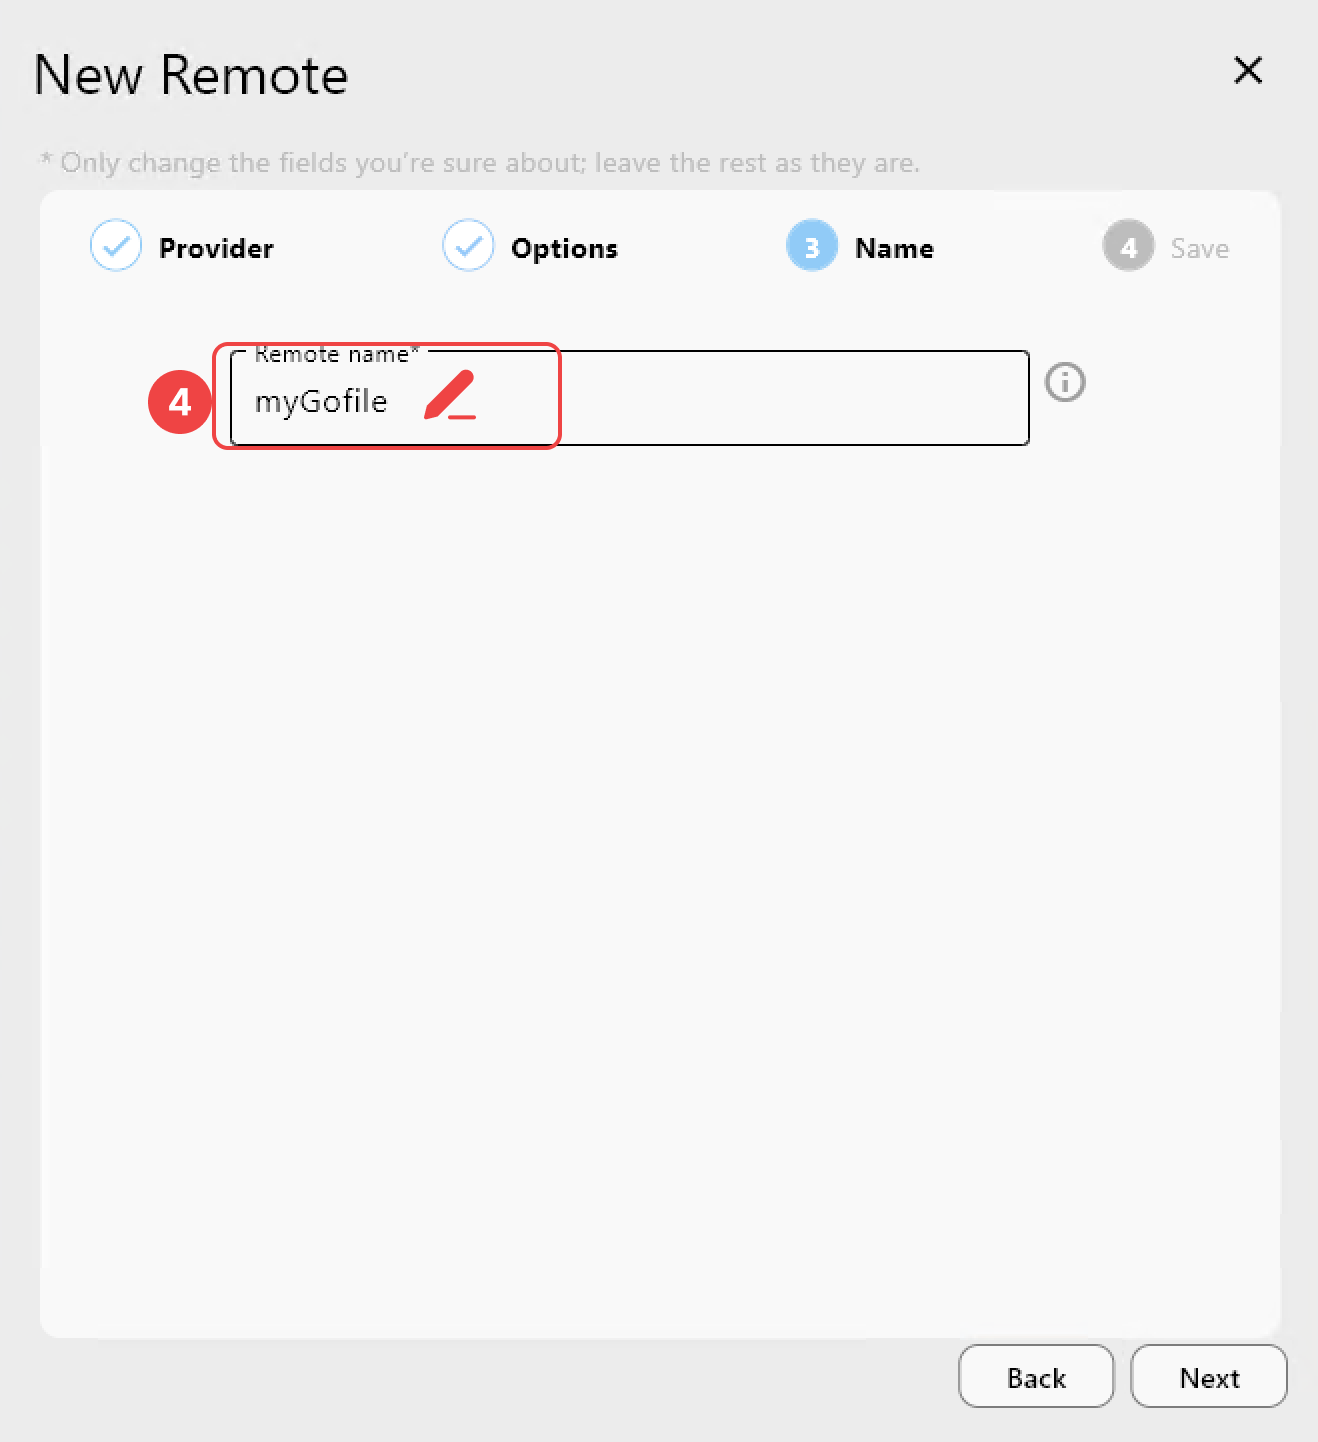 New Remote
* Only change the fields you're sure about; leave the rest as they are.
Provider Options 3 Name 4 Save
Remote name*
4 myGofile
Back Next